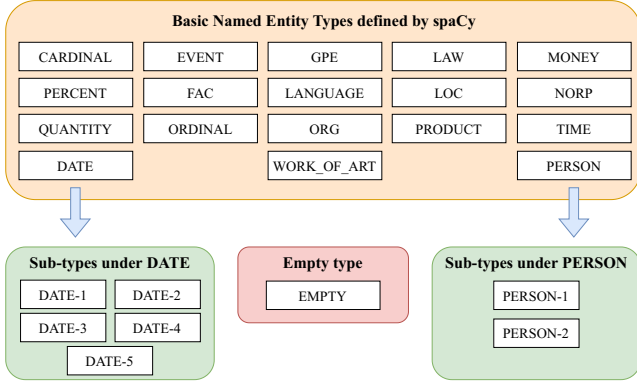 Basic Named Entity Types defined by spaCy
CARDINAL EVENT GPE LAW MONEY
PERCENT FAC LANGUAGE LOC NORP
QUANTITY ORDINAL ORG PRODUCT TIME
DATE WORK_OF_ART PERSON
Sub-types under DATE
DATE-1 DATE-2
DATE-3 DATE-4
DATE-5
Empty type
EMPTY
Sub-types under PERSON
PERSON-1
PERSON-2